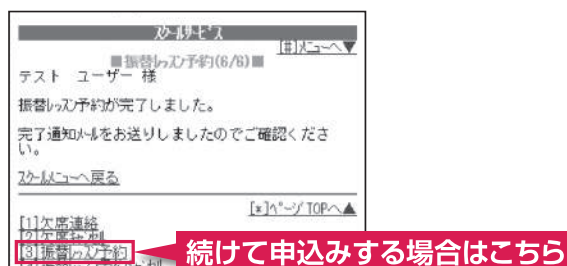 ｽｸｰﾙｻｰﾋﾞｽ
[#]ﾒﾆｭｰへ▼
■振替ﾚｯｽﾝ予約(6/6)■
テスト ユーザー 様
振替ﾚｯｽﾝ予約が完了しました。
完了通知ﾒｰﾙをお送りしましたのでご確認くださ
い。
ｽｸｰﾙﾒﾆｭｰへ戻る
[*]ﾍﾟｰｼﾞTOPへ▲
[1]欠席連絡
[2]欠席ｷｬﾝｾﾙ
[3]振替ﾚｯｽﾝ予約
続けて申込みする場合はこちら